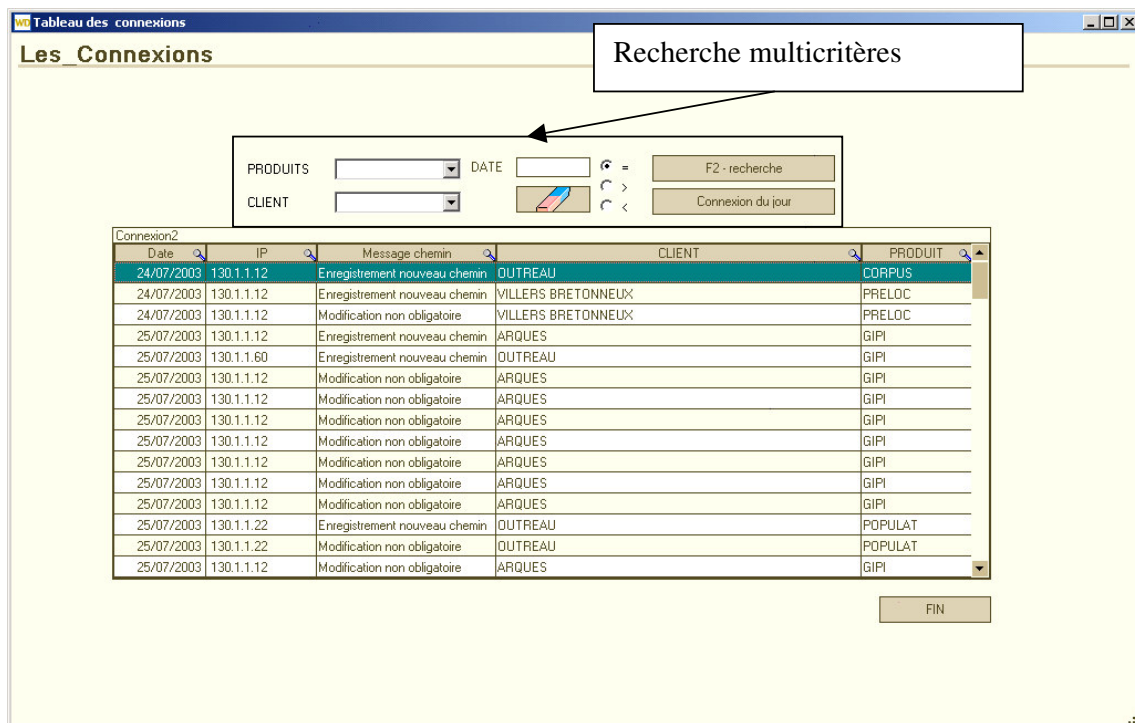 WD Tableau des connexions
Les_Connexions
Recherche multicritères
PRODUITS DATE = F2 - recherche
>
CLIENT < Connexion du jour
Connexion2
Date IP Message chemin CLIENT PRODUIT
24/07/2003 130.1.1.12 Enregistrement nouveau chemin OUTREAU CORPUS
24/07/2003 130.1.1.12 Enregistrement nouveau chemin VILLERS BRETONNEUX PRELOC
24/07/2003 130.1.1.12 Modification non obligatoire VILLERS BRETONNEUX PRELOC
25/07/2003 130.1.1.12 Enregistrement nouveau chemin ARQUES GIPI
25/07/2003 130.1.1.60 Enregistrement nouveau chemin OUTREAU GIPI
25/07/2003 130.1.1.12 Modification non obligatoire ARQUES GIPI
25/07/2003 130.1.1.12 Modification non obligatoire ARQUES GIPI
25/07/2003 130.1.1.12 Modification non obligatoire ARQUES GIPI
25/07/2003 130.1.1.12 Modification non obligatoire ARQUES GIPI
25/07/2003 130.1.1.12 Modification non obligatoire ARQUES GIPI
25/07/2003 130.1.1.12 Modification non obligatoire ARQUES GIPI
25/07/2003 130.1.1.12 Modification non obligatoire ARQUES GIPI
25/07/2003 130.1.1.22 Enregistrement nouveau chemin OUTREAU POPULAT
25/07/2003 130.1.1.22 Modification non obligatoire OUTREAU POPULAT
25/07/2003 130.1.1.12 Modification non obligatoire ARQUES GIPI
FIN